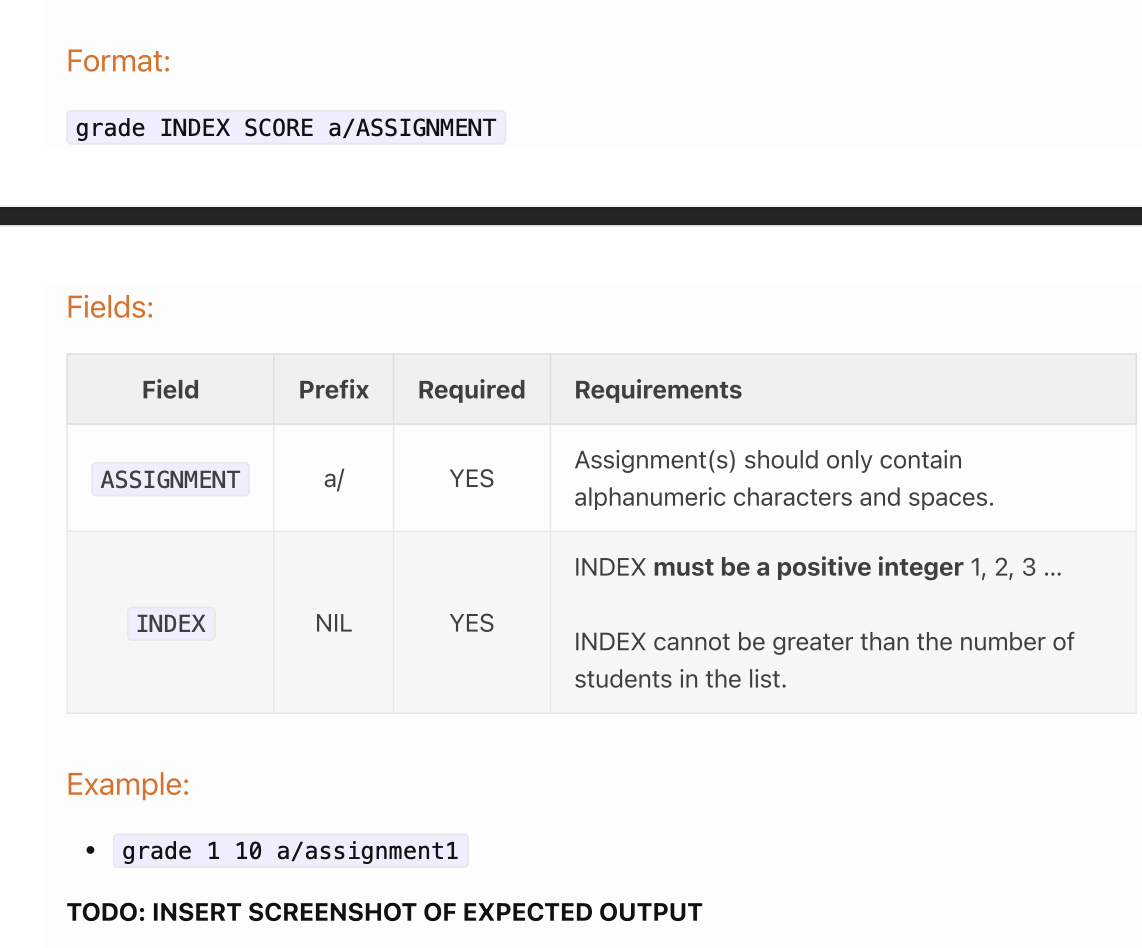 Format:
grade INDEX SCORE a/ASSIGNMENT
Fields:
Field Prefix Required Requirements
ASSIGNMENT a/ YES Assignment(s) should only contain
alphanumeric characters and spaces.
INDEX NIL YES INDEX must be a positive integer 1, 2, 3 ...
INDEX cannot be greater than the number of
students in the list.
Example:
• grade 1 10 a/assignment1
TODO: INSERT SCREENSHOT OF EXPECTED OUTPUT